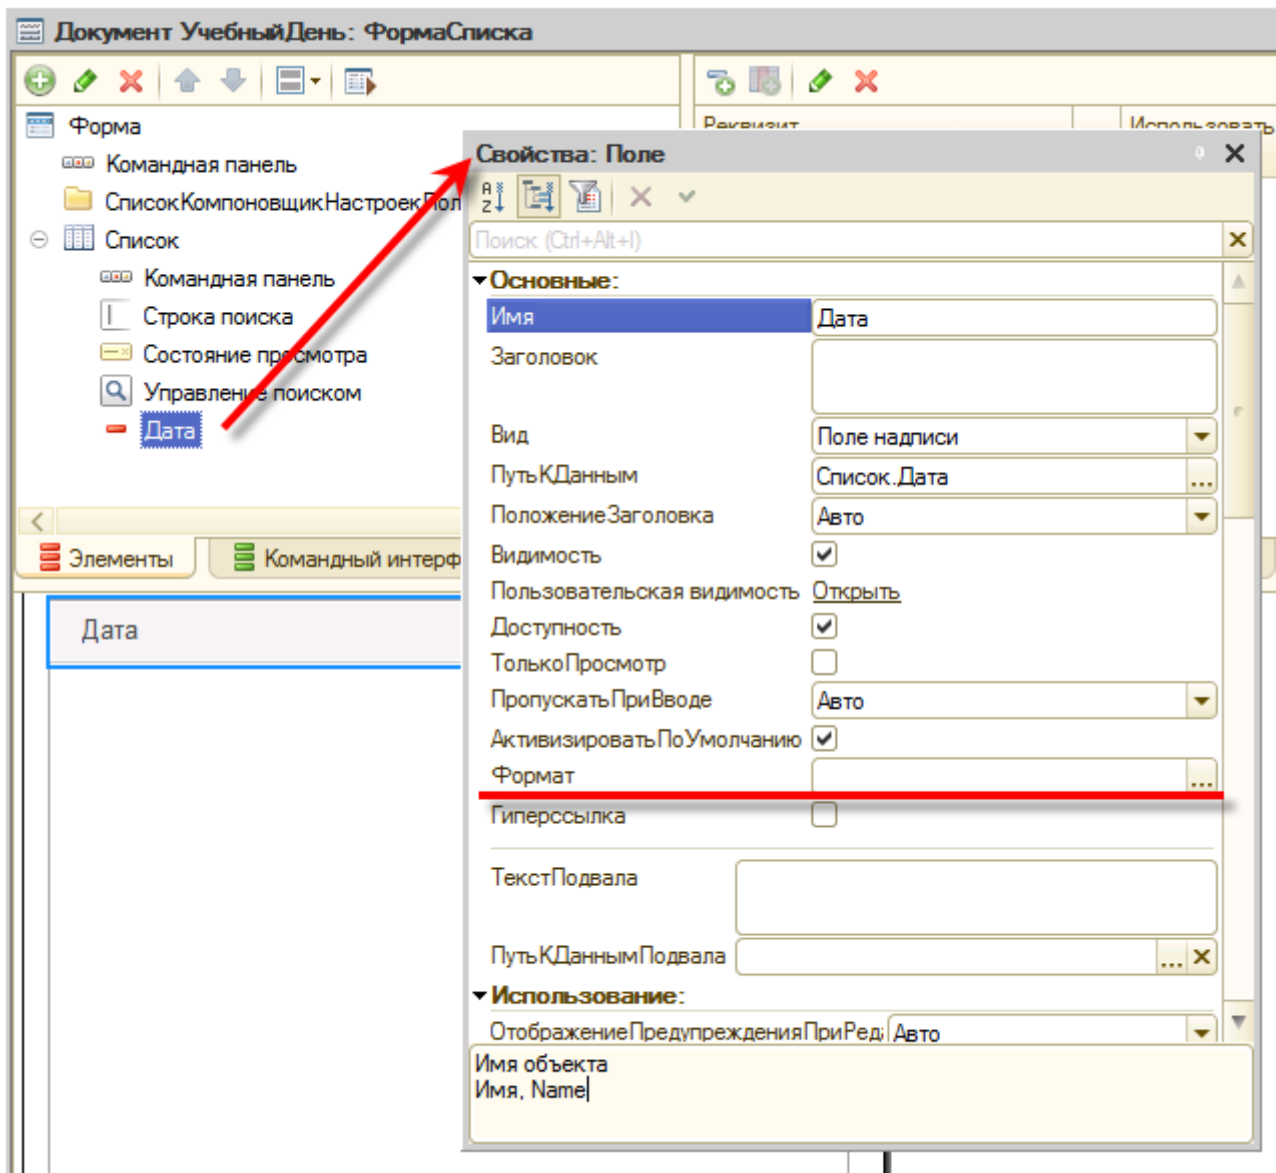 Документ УчебныйДень: ФормаСписка
Форма
Командная панель
СписокКомпоновщикНастроекПол
Список
Командная панель
Строка поиска
Состояние просмотра
Управление поиском
Дата
Элементы
Командный интерф
Дата
Реквизит
Использовать
Свойства: Поле
Поиск (Ctrl+Alt+I)
Основные:
Имя Дата
Заголовок
Вид Поле надписи
ПутьКДанным Список.Дата
ПоложениеЗаголовка Авто
Видимость
Пользовательская видимость Открыть
Доступность
ТолькоПросмотр
ПропускатьПриВводе Авто
АктивизироватьПоУмолчанию
Формат
Гиперссылка
ТекстПодвала
ПутьКДаннымПодвала
Использование:
ОтображениеПредупрежденияПриРеда Авто
Имя объекта
Имя, Name